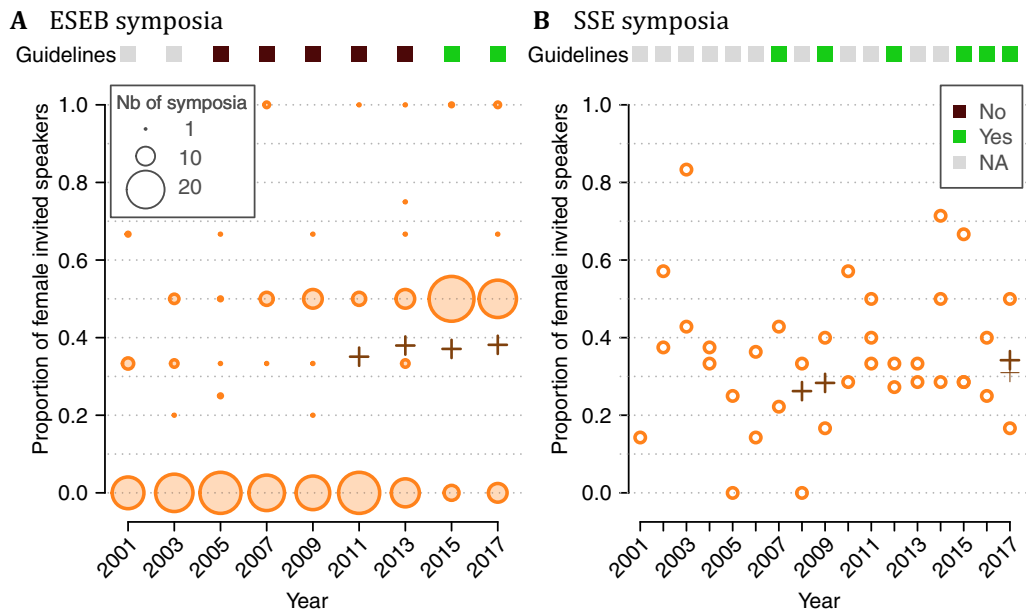 A ESEB symposia
Guidelines
Nb of symposia
1
10
20
Proportion of female invited speakers
1.0
0.8
0.6
0.4
0.2
0.0
2001
2003
2005
2007
2009
2011
2013
2015
2017
Year
B SSE symposia
Guidelines
No
Yes
NA
Proportion of female invited speakers
1.0
0.8
0.6
0.4
0.2
0.0
2001
2003
2005
2007
2009
2011
2013
2015
2017
Year